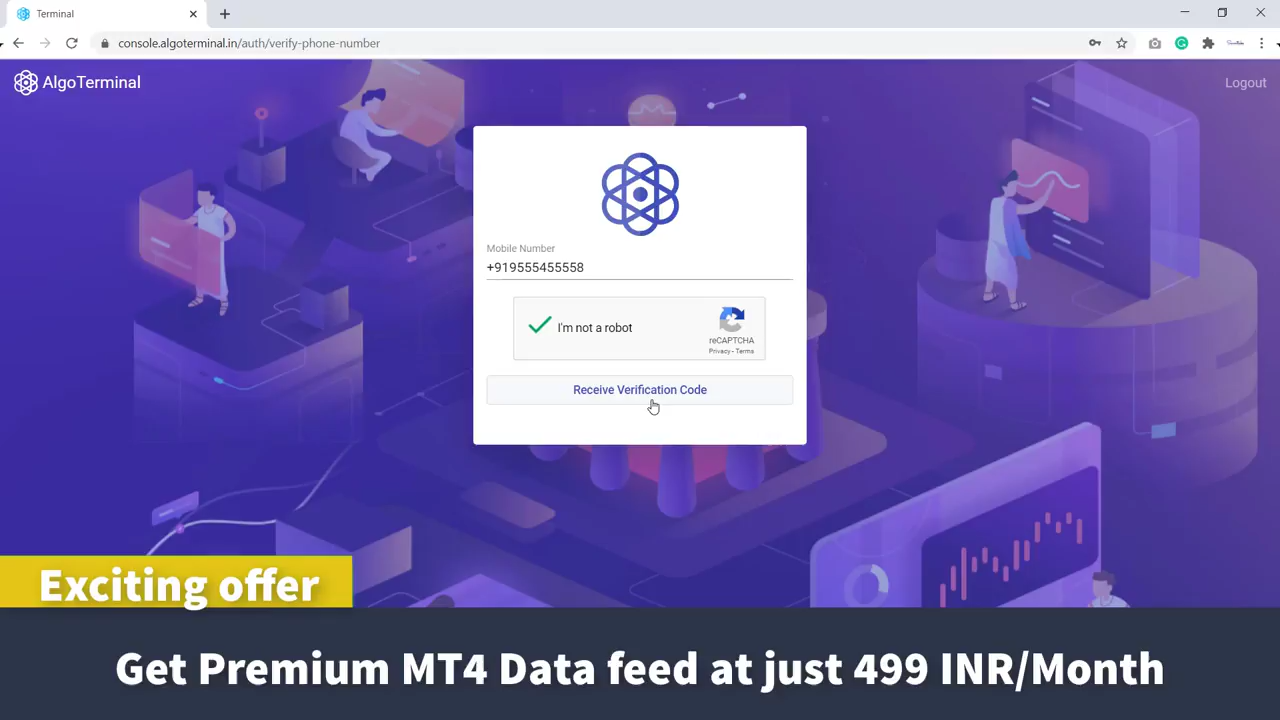 Terminal
console.algoterminal.in/auth/verify-phone-number
AlgoTerminal
Logout
Mobile Number
+919555455558
I'm not a robot
reCAPTCHA
Privacy - Terms
Receive Verification Code
Exciting offer
Get Premium MT4 Data feed at just 499 INR/Month